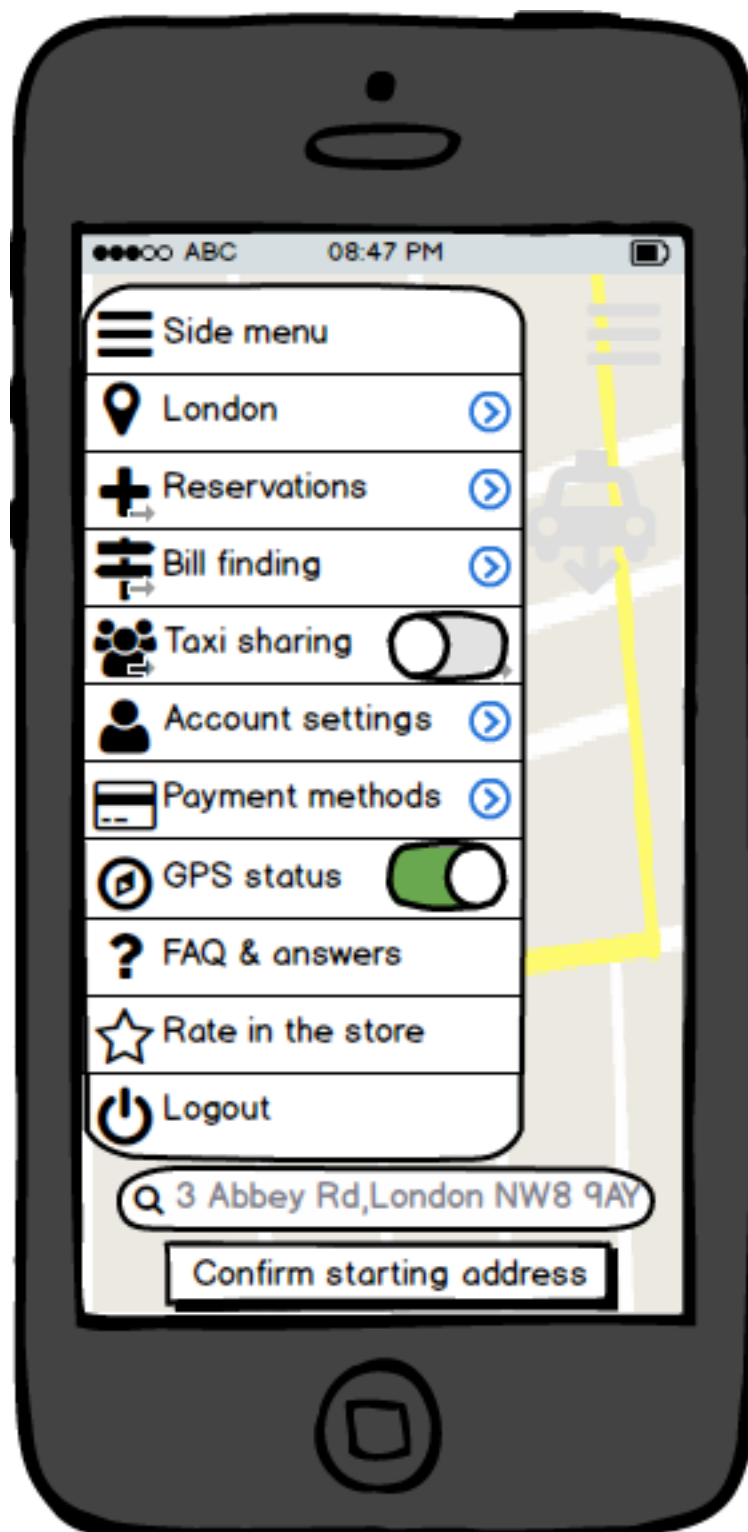 ABC 08:47 PM
Side menu
London
Reservations
Bill finding
Taxi sharing
Account settings
Payment methods
GPS status
? FAQ & answers
Rate in the store
Logout
3 Abbey Rd,London NW8 9AY
Confirm starting address